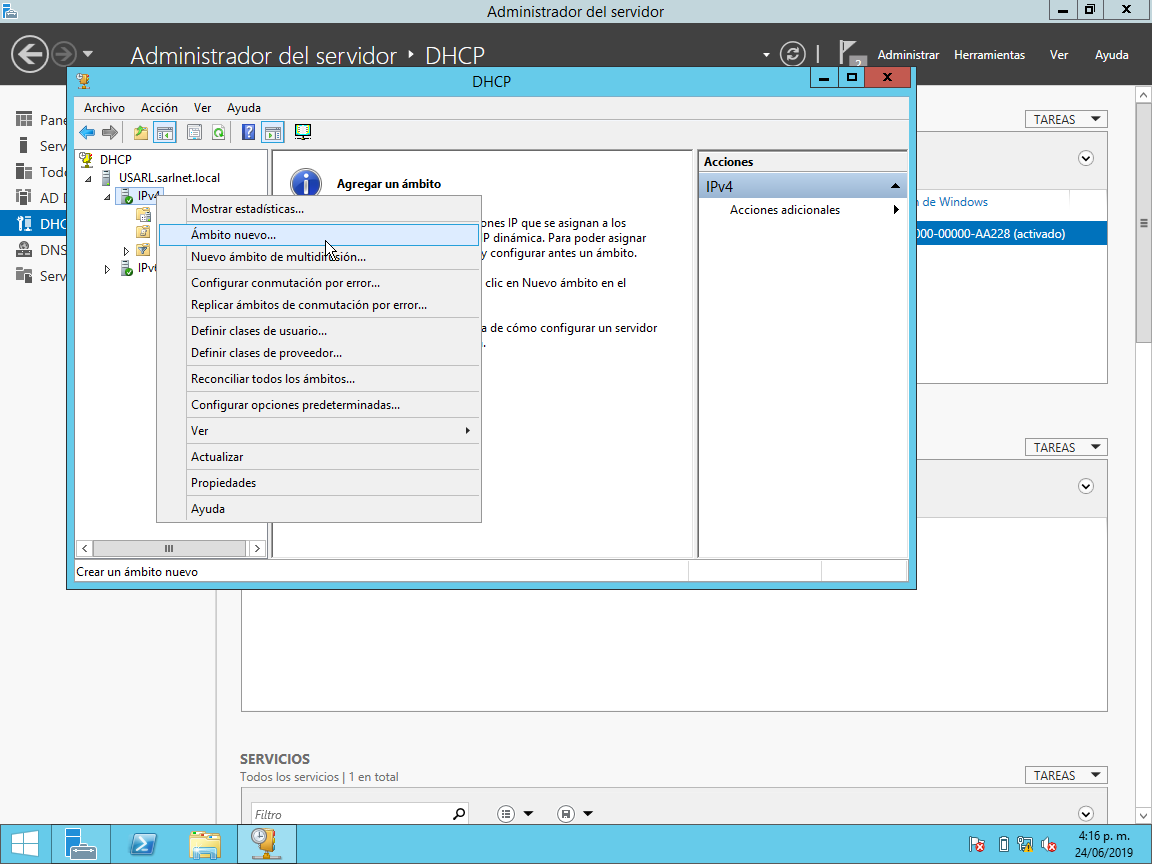 Administrador del servidor
Administrador del servidor ‣ DHCP
Administrar Herramientas Ver Ayuda
DHCP
Archivo Acción Ver Ayuda
DHCP
USARL.sarlnet.local
IPv4
IPv6
Agregar un ámbito
ones IP que se asignan a los
P dinámica. Para poder asignar
y configurar antes un ámbito.
clic en Nuevo ámbito en el
a de cómo configurar un servidor
Mostrar estadísticas...
Ámbito nuevo...
Nuevo ámbito de multidifusión...
Configurar conmutación por error...
Replicar ámbitos de conmutación por error...
Definir clases de usuario...
Definir clases de proveedor...
Reconciliar todos los ámbitos...
Configurar opciones predeterminadas...
Ver
Actualizar
Propiedades
Ayuda
Acciones
IPv4
Acciones adicionales
Crear un ámbito nuevo
Pane
Serv
Todo
AD D
DHC
DNS
Serv
TAREAS
de Windows
000-00000-AA228 (activado)
TAREAS
SERVICIOS
Todos los servicios | 1 en total
TAREAS
Filtro
4:16 p. m.
24/06/2019